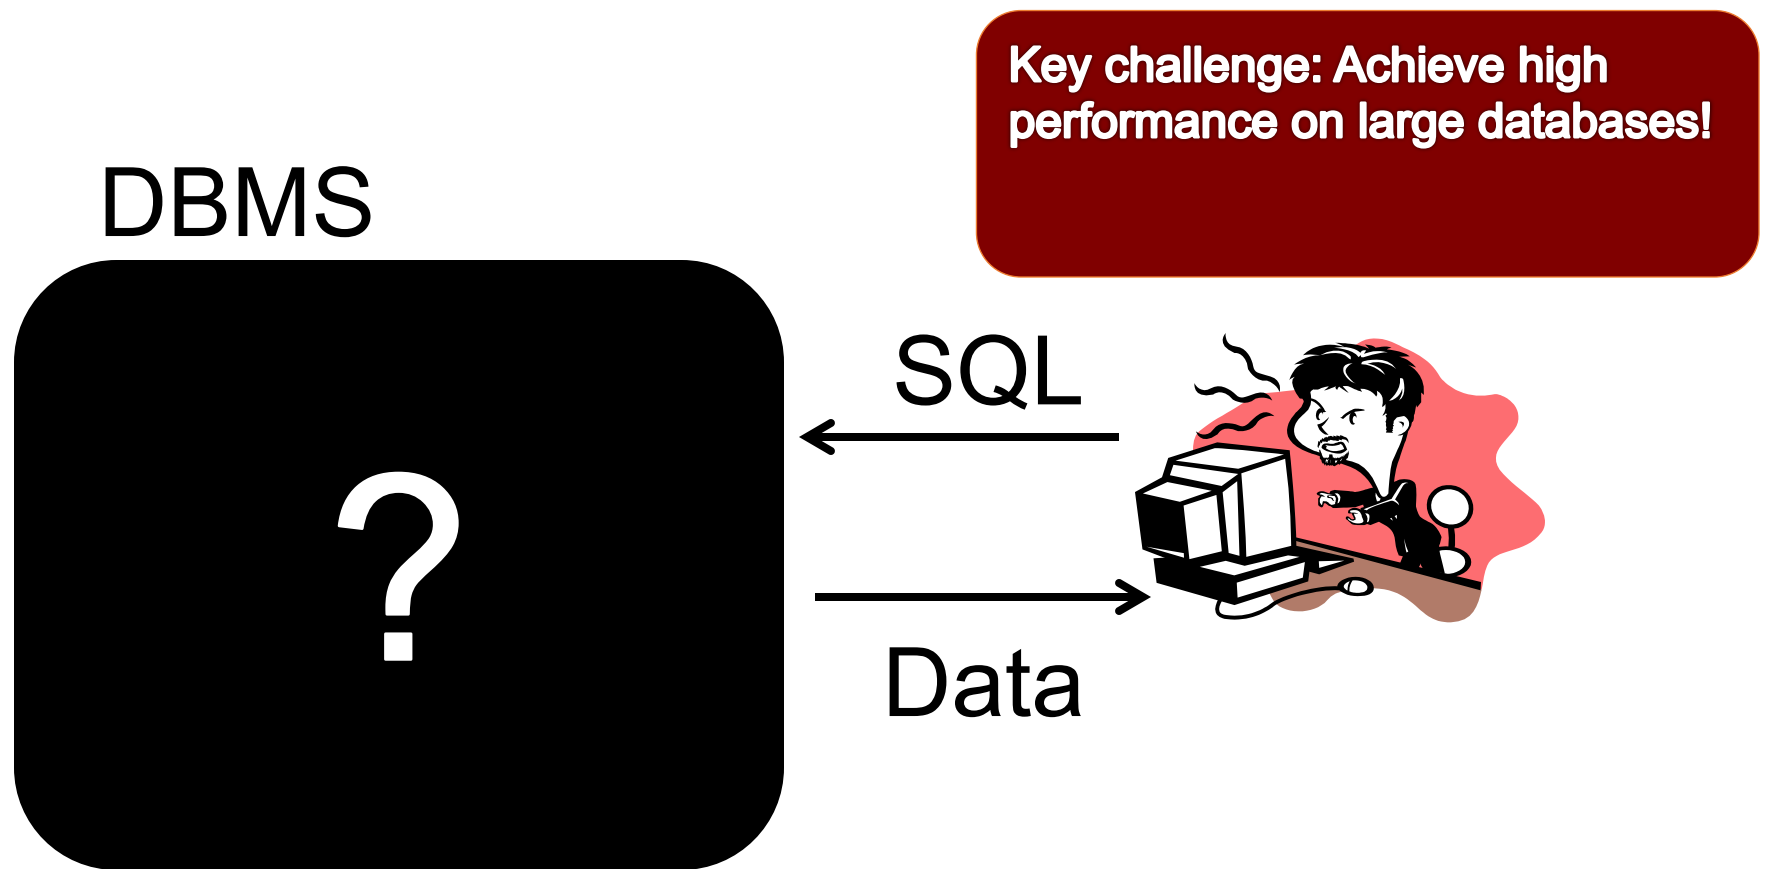 Key challenge: Achieve high
performance on large databases!
DBMS
SQL
?
Data